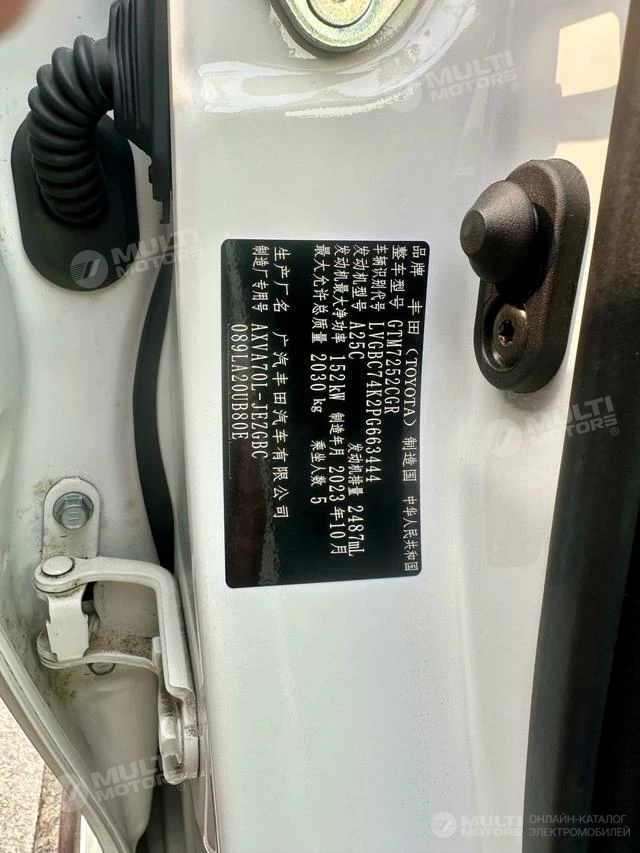 品牌 丰田（TOYOTA） 制造国 中华人民共和国
整车型号 GTM7252CGR
车辆识别代号 LVGBC74K2PG663444
发动机型号 A25C 发动机排量 2487mL
发动机最大净功率 152kW 制造年月 2023年10月
最大允许总质量 2030 kg 乘坐人数 5
生产厂名 广汽丰田汽车有限公司
制造厂专用号 AXVA70L-JEZGBC
089LA20UB80E
MULTI
MOTORS®
MULTI
MOTORS®
MULTI
MOTORS®
MULTI
MOTORS®
MULTI
MOTORS®
ОНЛАЙН-КАТАЛОГ
ЭЛЕКТРОМОБИЛЕЙ